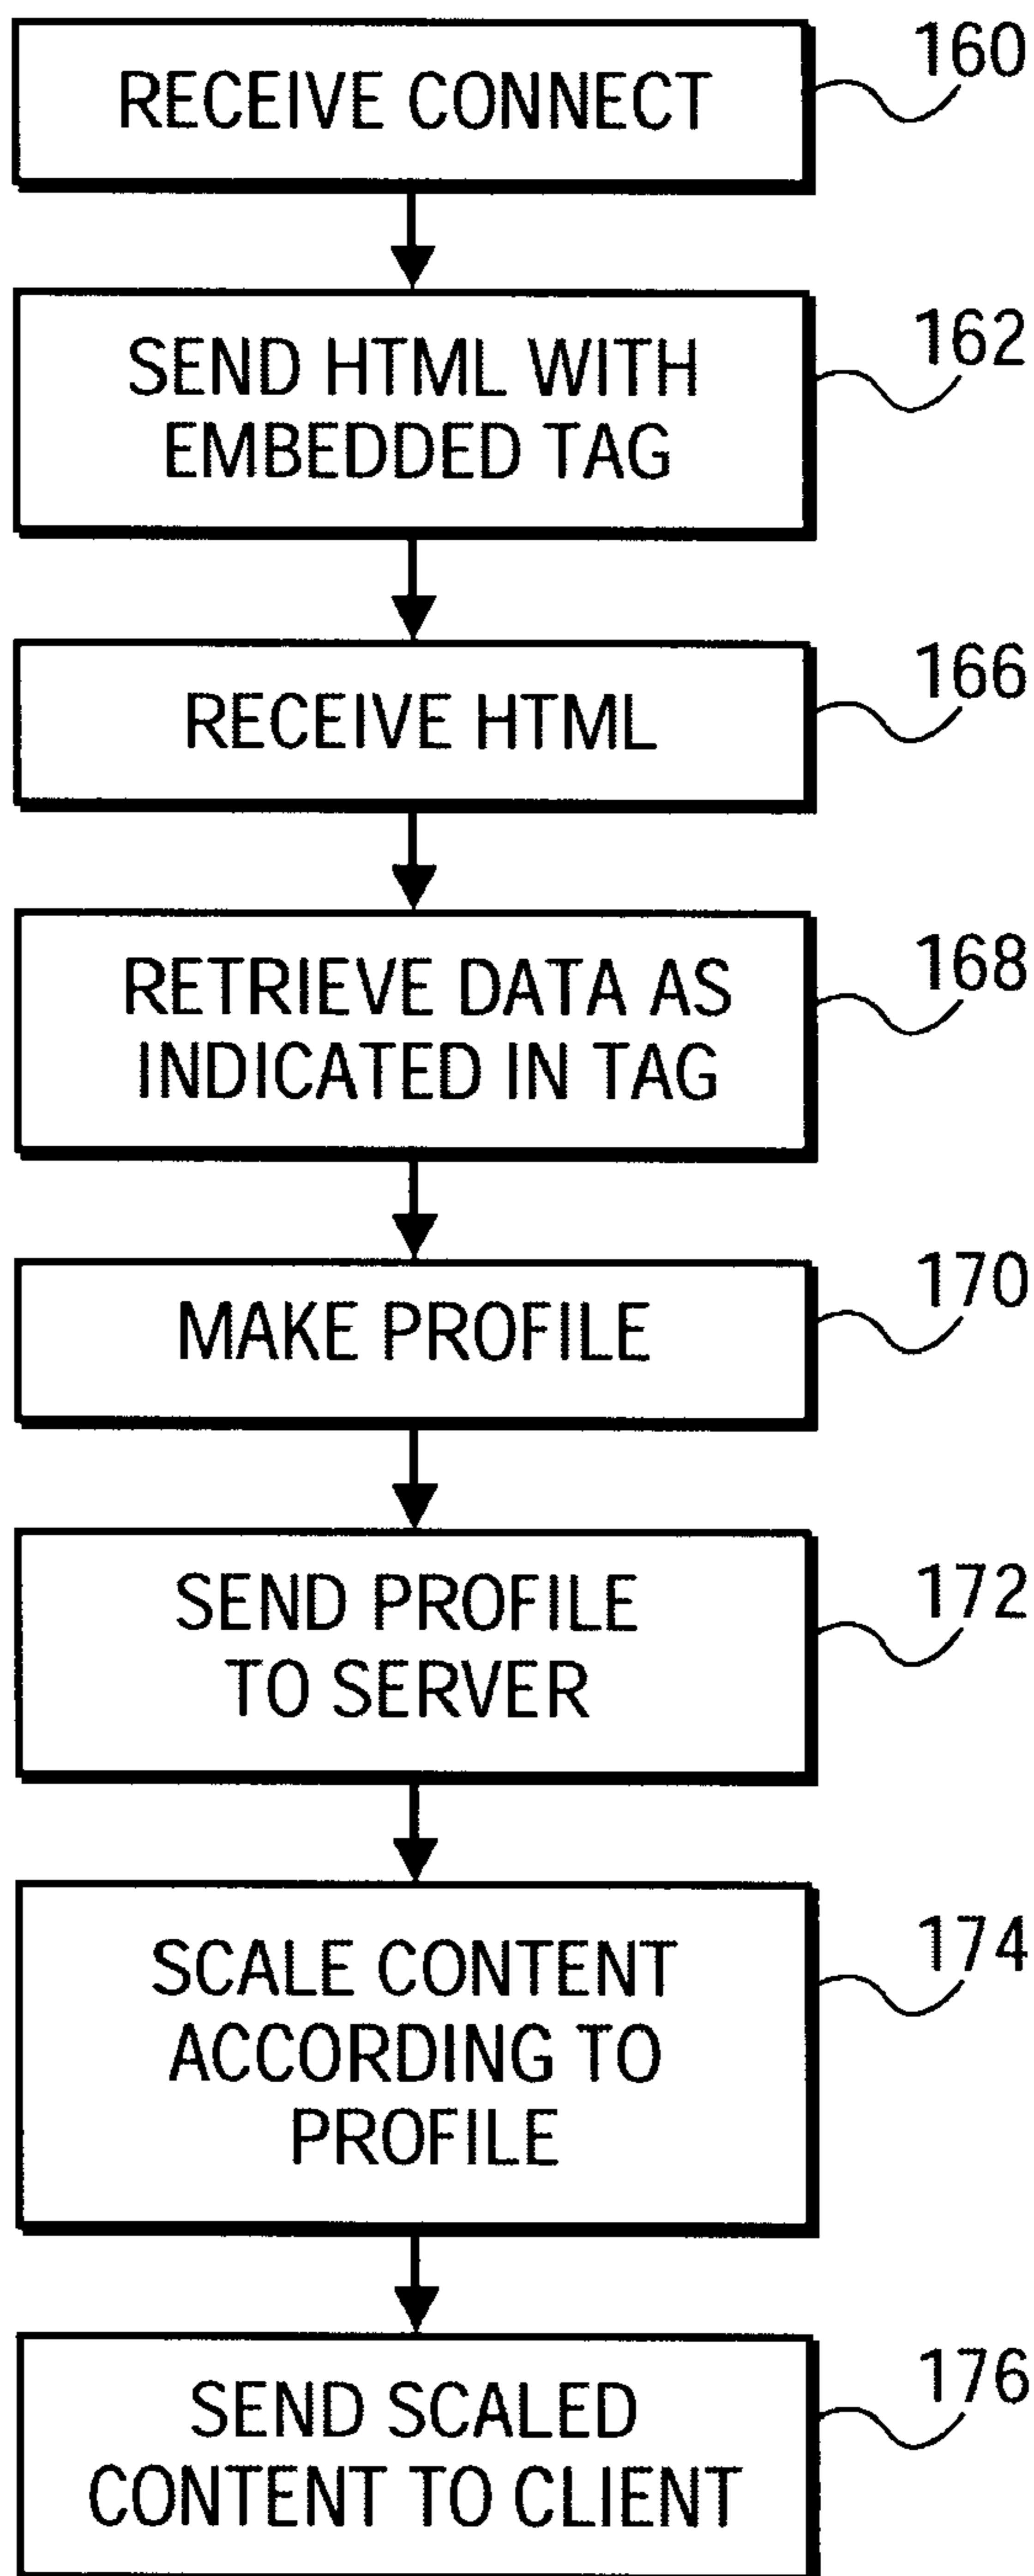 RECEIVE CONNECT
160
SEND HTML WITH
EMBEDDED TAG
162
RECEIVE HTML
166
RETRIEVE DATA AS
INDICATED IN TAG
168
MAKE PROFILE
170
SEND PROFILE
TO SERVER
172
SCALE CONTENT
ACCORDING TO
PROFILE
174
SEND SCALED
CONTENT TO CLIENT
176